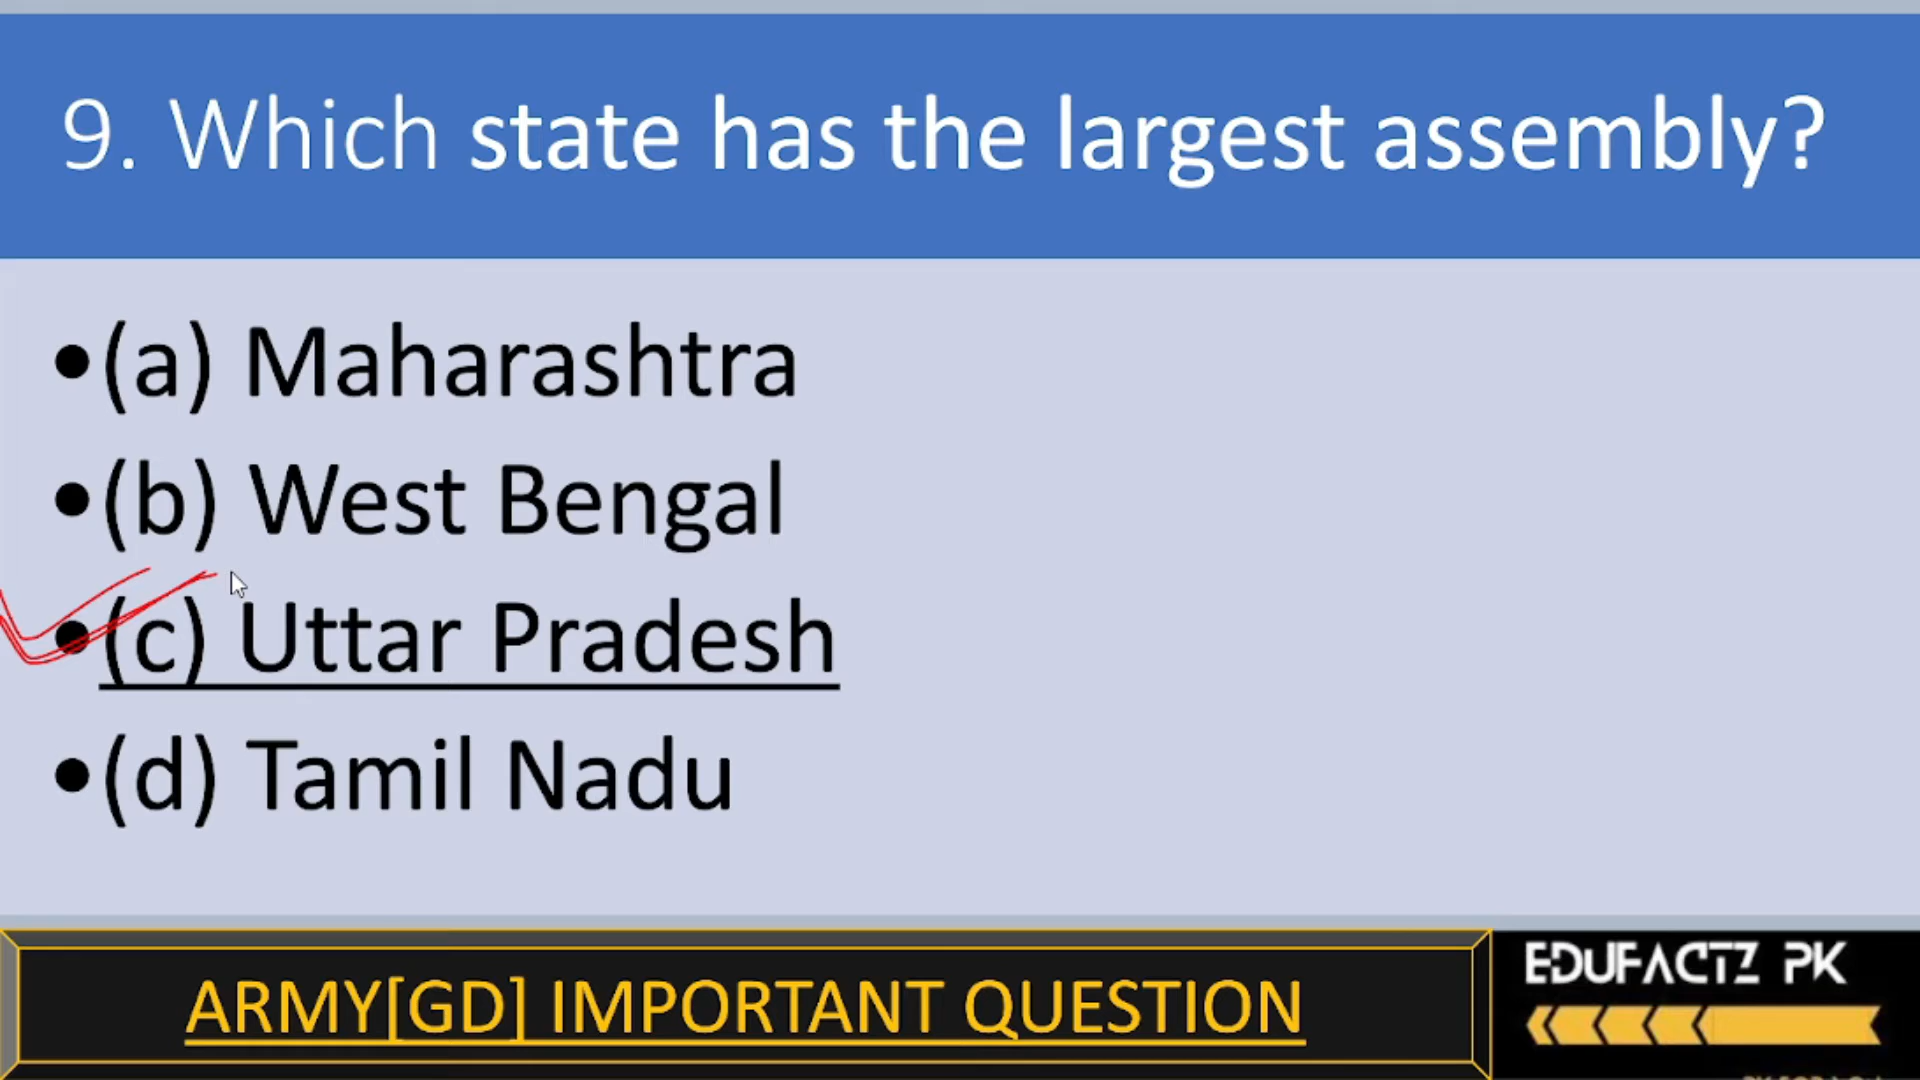 9. Which state has the largest assembly?
•(a) Maharashtra
•(b) West Bengal
•(c) Uttar Pradesh
•(d) Tamil Nadu
ARMY[GD] IMPORTANT QUESTION
EDUFACTZ PK